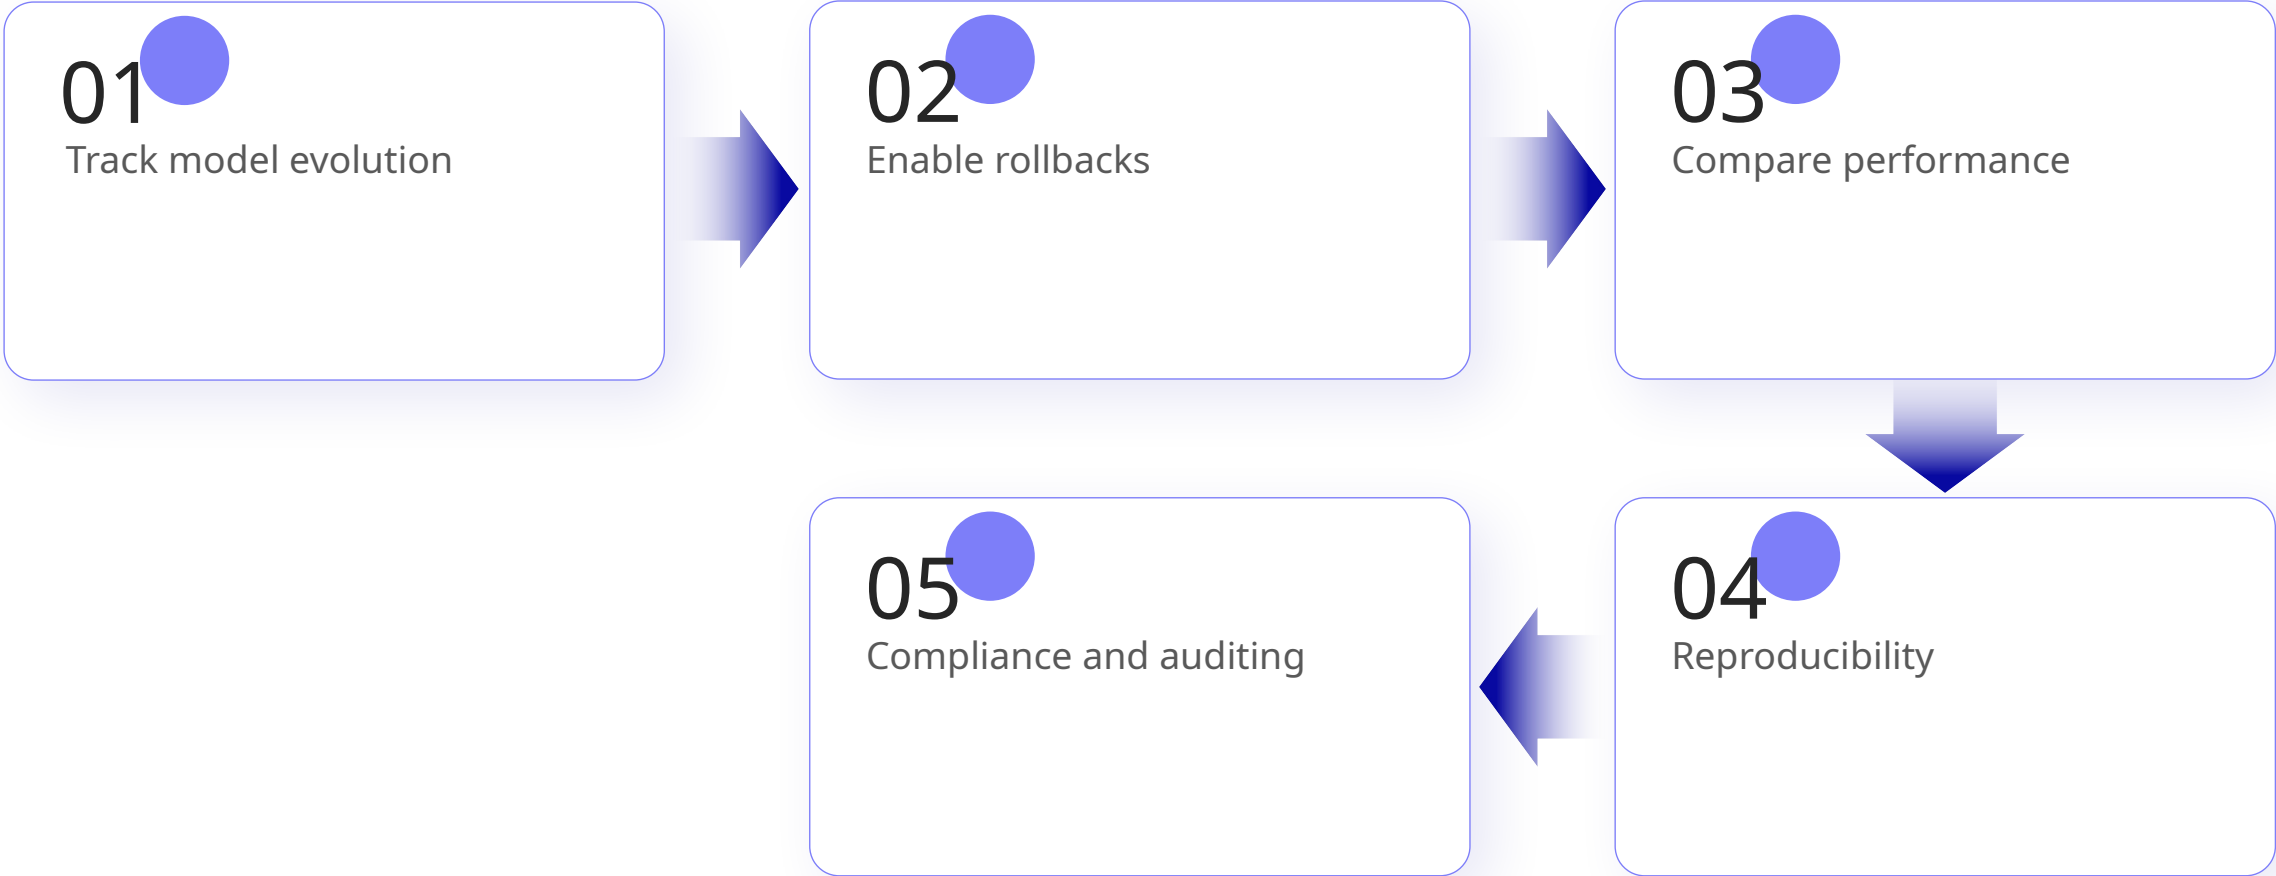 01
Track model evolution
02
Enable rollbacks
03
Compare performance
04
Reproducibility
05
Compliance and auditing